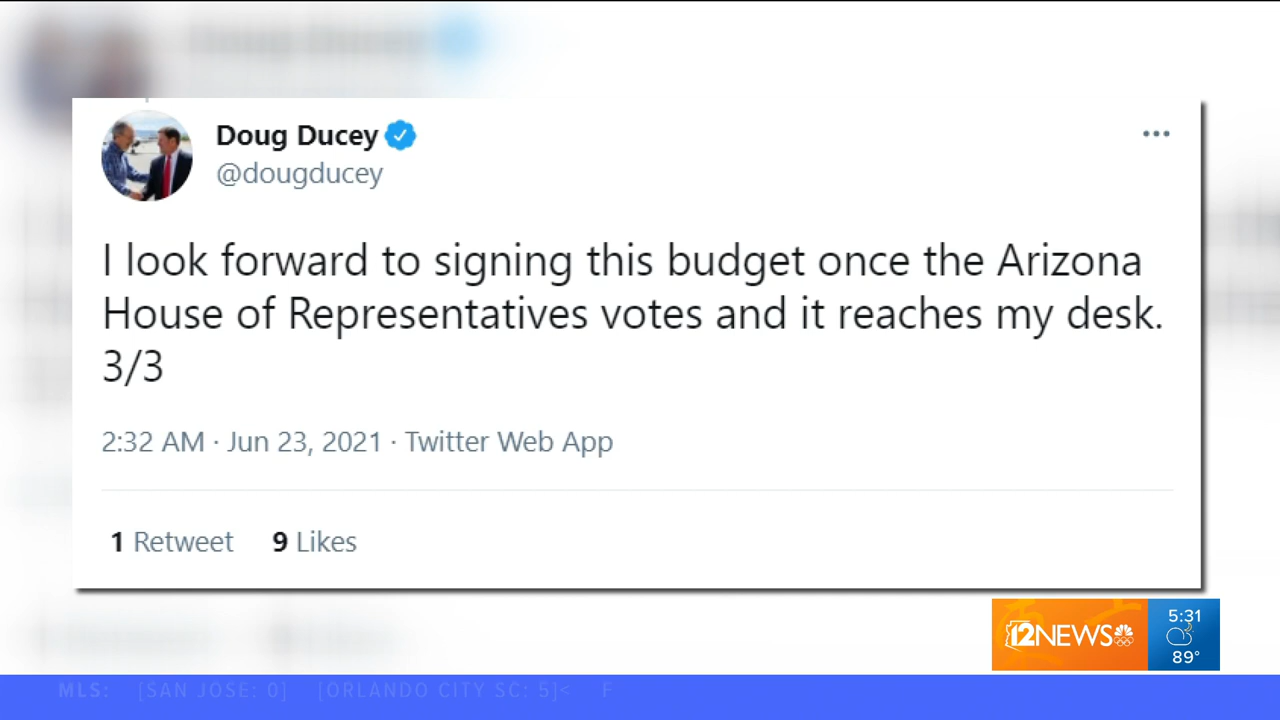 Doug Ducey
@dougducey
I look forward to signing this budget once the Arizona
House of Representatives votes and it reaches my desk.
3/3
2:32 AM · Jun 23, 2021 · Twitter Web App
1 Retweet 9 Likes
12NEWS
5:31
89°
MLS: [SAN JOSE: 0] [ORLANDO CITY SC: 5]< F